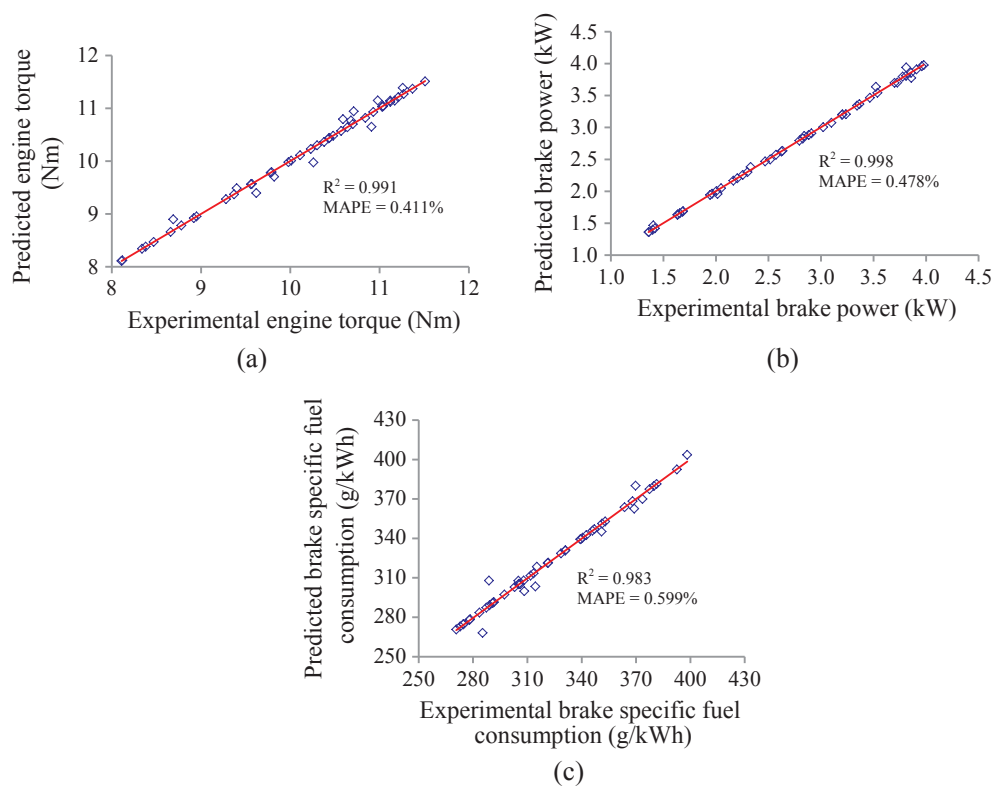 Predicted engine torque
(Nm)
12
11
10
9
8
8 9 10 11 12
R² = 0.991
MAPE = 0.411%
Experimental engine torque (Nm)
(a)
Predicted brake power (kW)
4.5
4.0
3.5
3.0
2.5
2.0
1.5
1.0
1.0 1.5 2.0 2.5 3.0 3.5 4.0 4.5
R² = 0.998
MAPE = 0.478%
Experimental brake power (kW)
(b)
Predicted brake specific fuel
consumption (g/kWh)
430
400
370
340
310
280
250
250 280 310 340 370 400 430
R² = 0.983
MAPE = 0.599%
Experimental brake specific fuel
consumption (g/kWh)
(c)